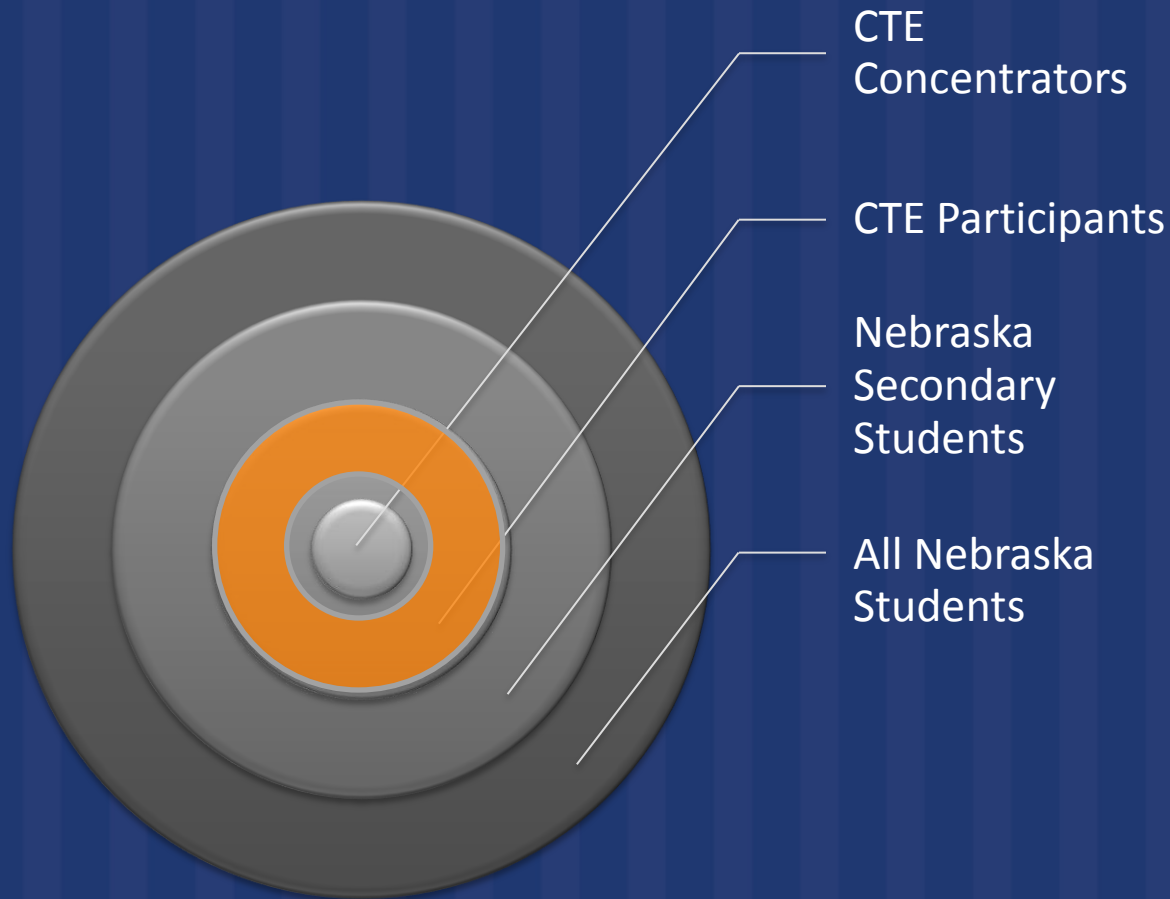 CTE
Concentrators
CTE Participants
Nebraska
Secondary
Students
All Nebraska
Students